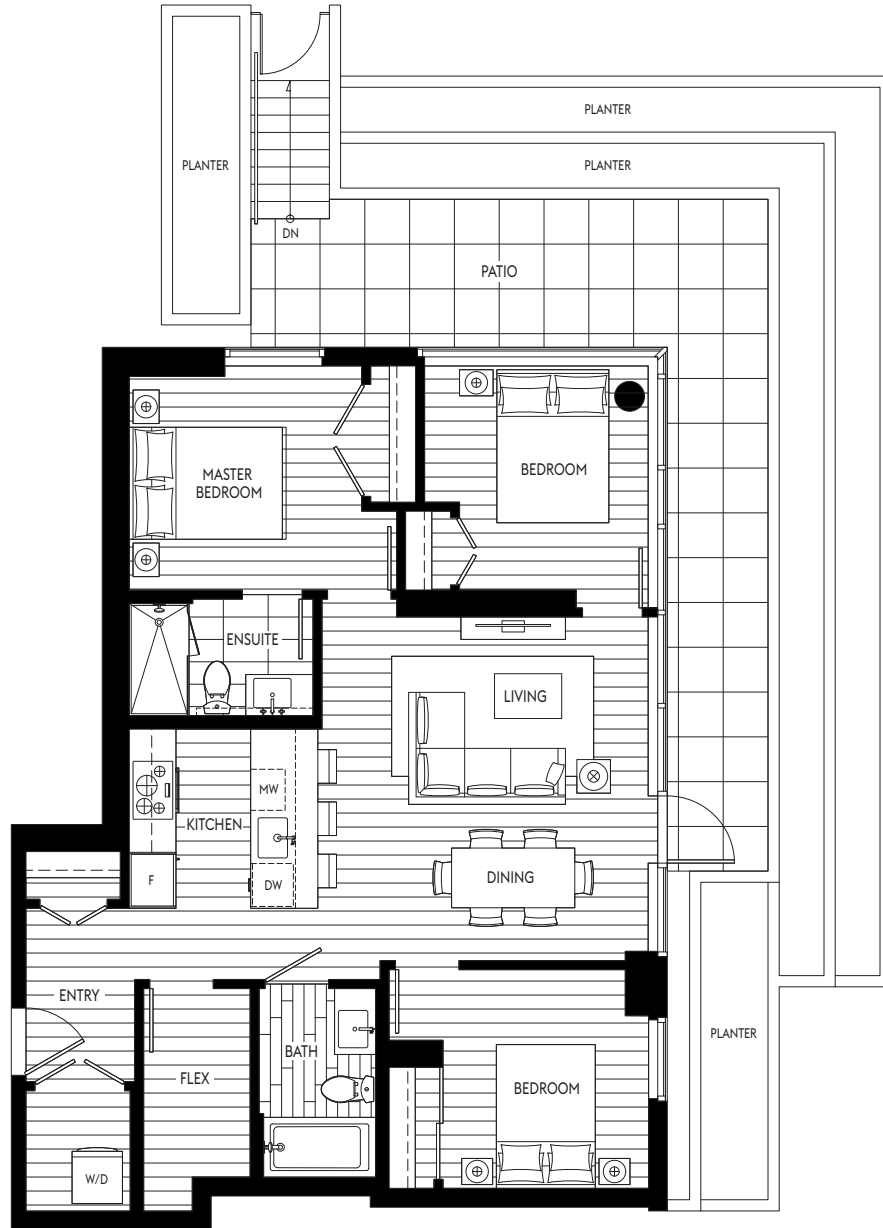 PLANTER
PLANTER
PLANTER
DN
PATIO
MASTER
BEDROOM
BEDROOM
ENSUITE
LIVING
MW
KITCHEN
F
DW
DINING
ENTRY
BATH
FLEX
PLANTER
BEDROOM
W/D